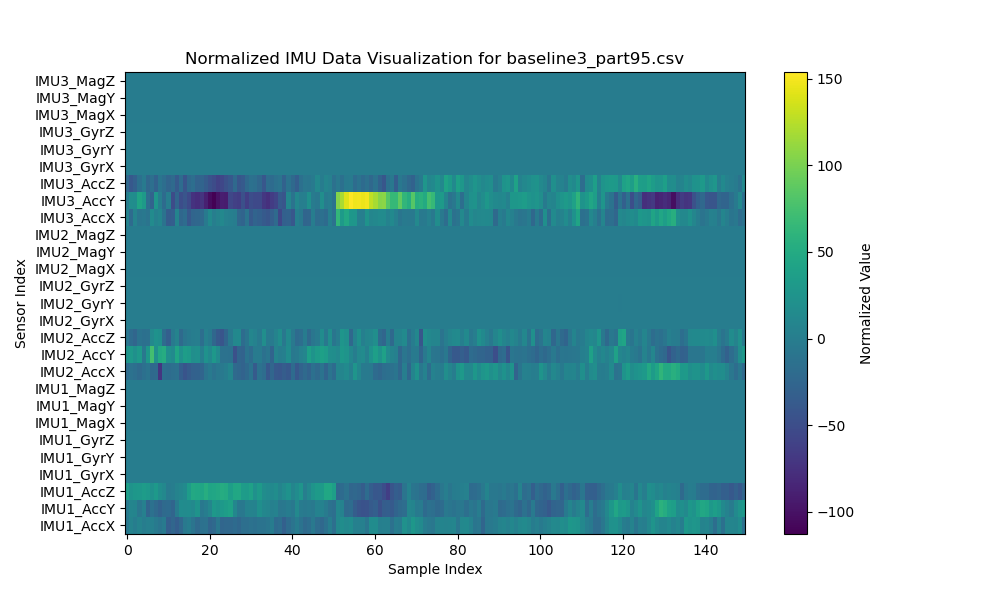 Normalized IMU Data Visualization for baseline3_part95.csv
IMU3_MagZ
IMU3_MagY
IMU3_MagX
IMU3_GyrZ
IMU3_GyrY
IMU3_GyrX
IMU3_AccZ
IMU3_AccY
IMU3_AccX
IMU2_MagZ
IMU2_MagY
IMU2_MagX
IMU2_GyrZ
IMU2_GyrY
IMU2_GyrX
IMU2_AccZ
IMU2_AccY
IMU2_AccX
IMU1_MagZ
IMU1_MagY
IMU1_MagX
IMU1_GyrZ
IMU1_GyrY
IMU1_GyrX
IMU1_AccZ
IMU1_AccY
IMU1_AccX
Sensor Index
0 20 40 60 80 100 120 140
Sample Index
150
100
50
0
−50
−100
Normalized Value